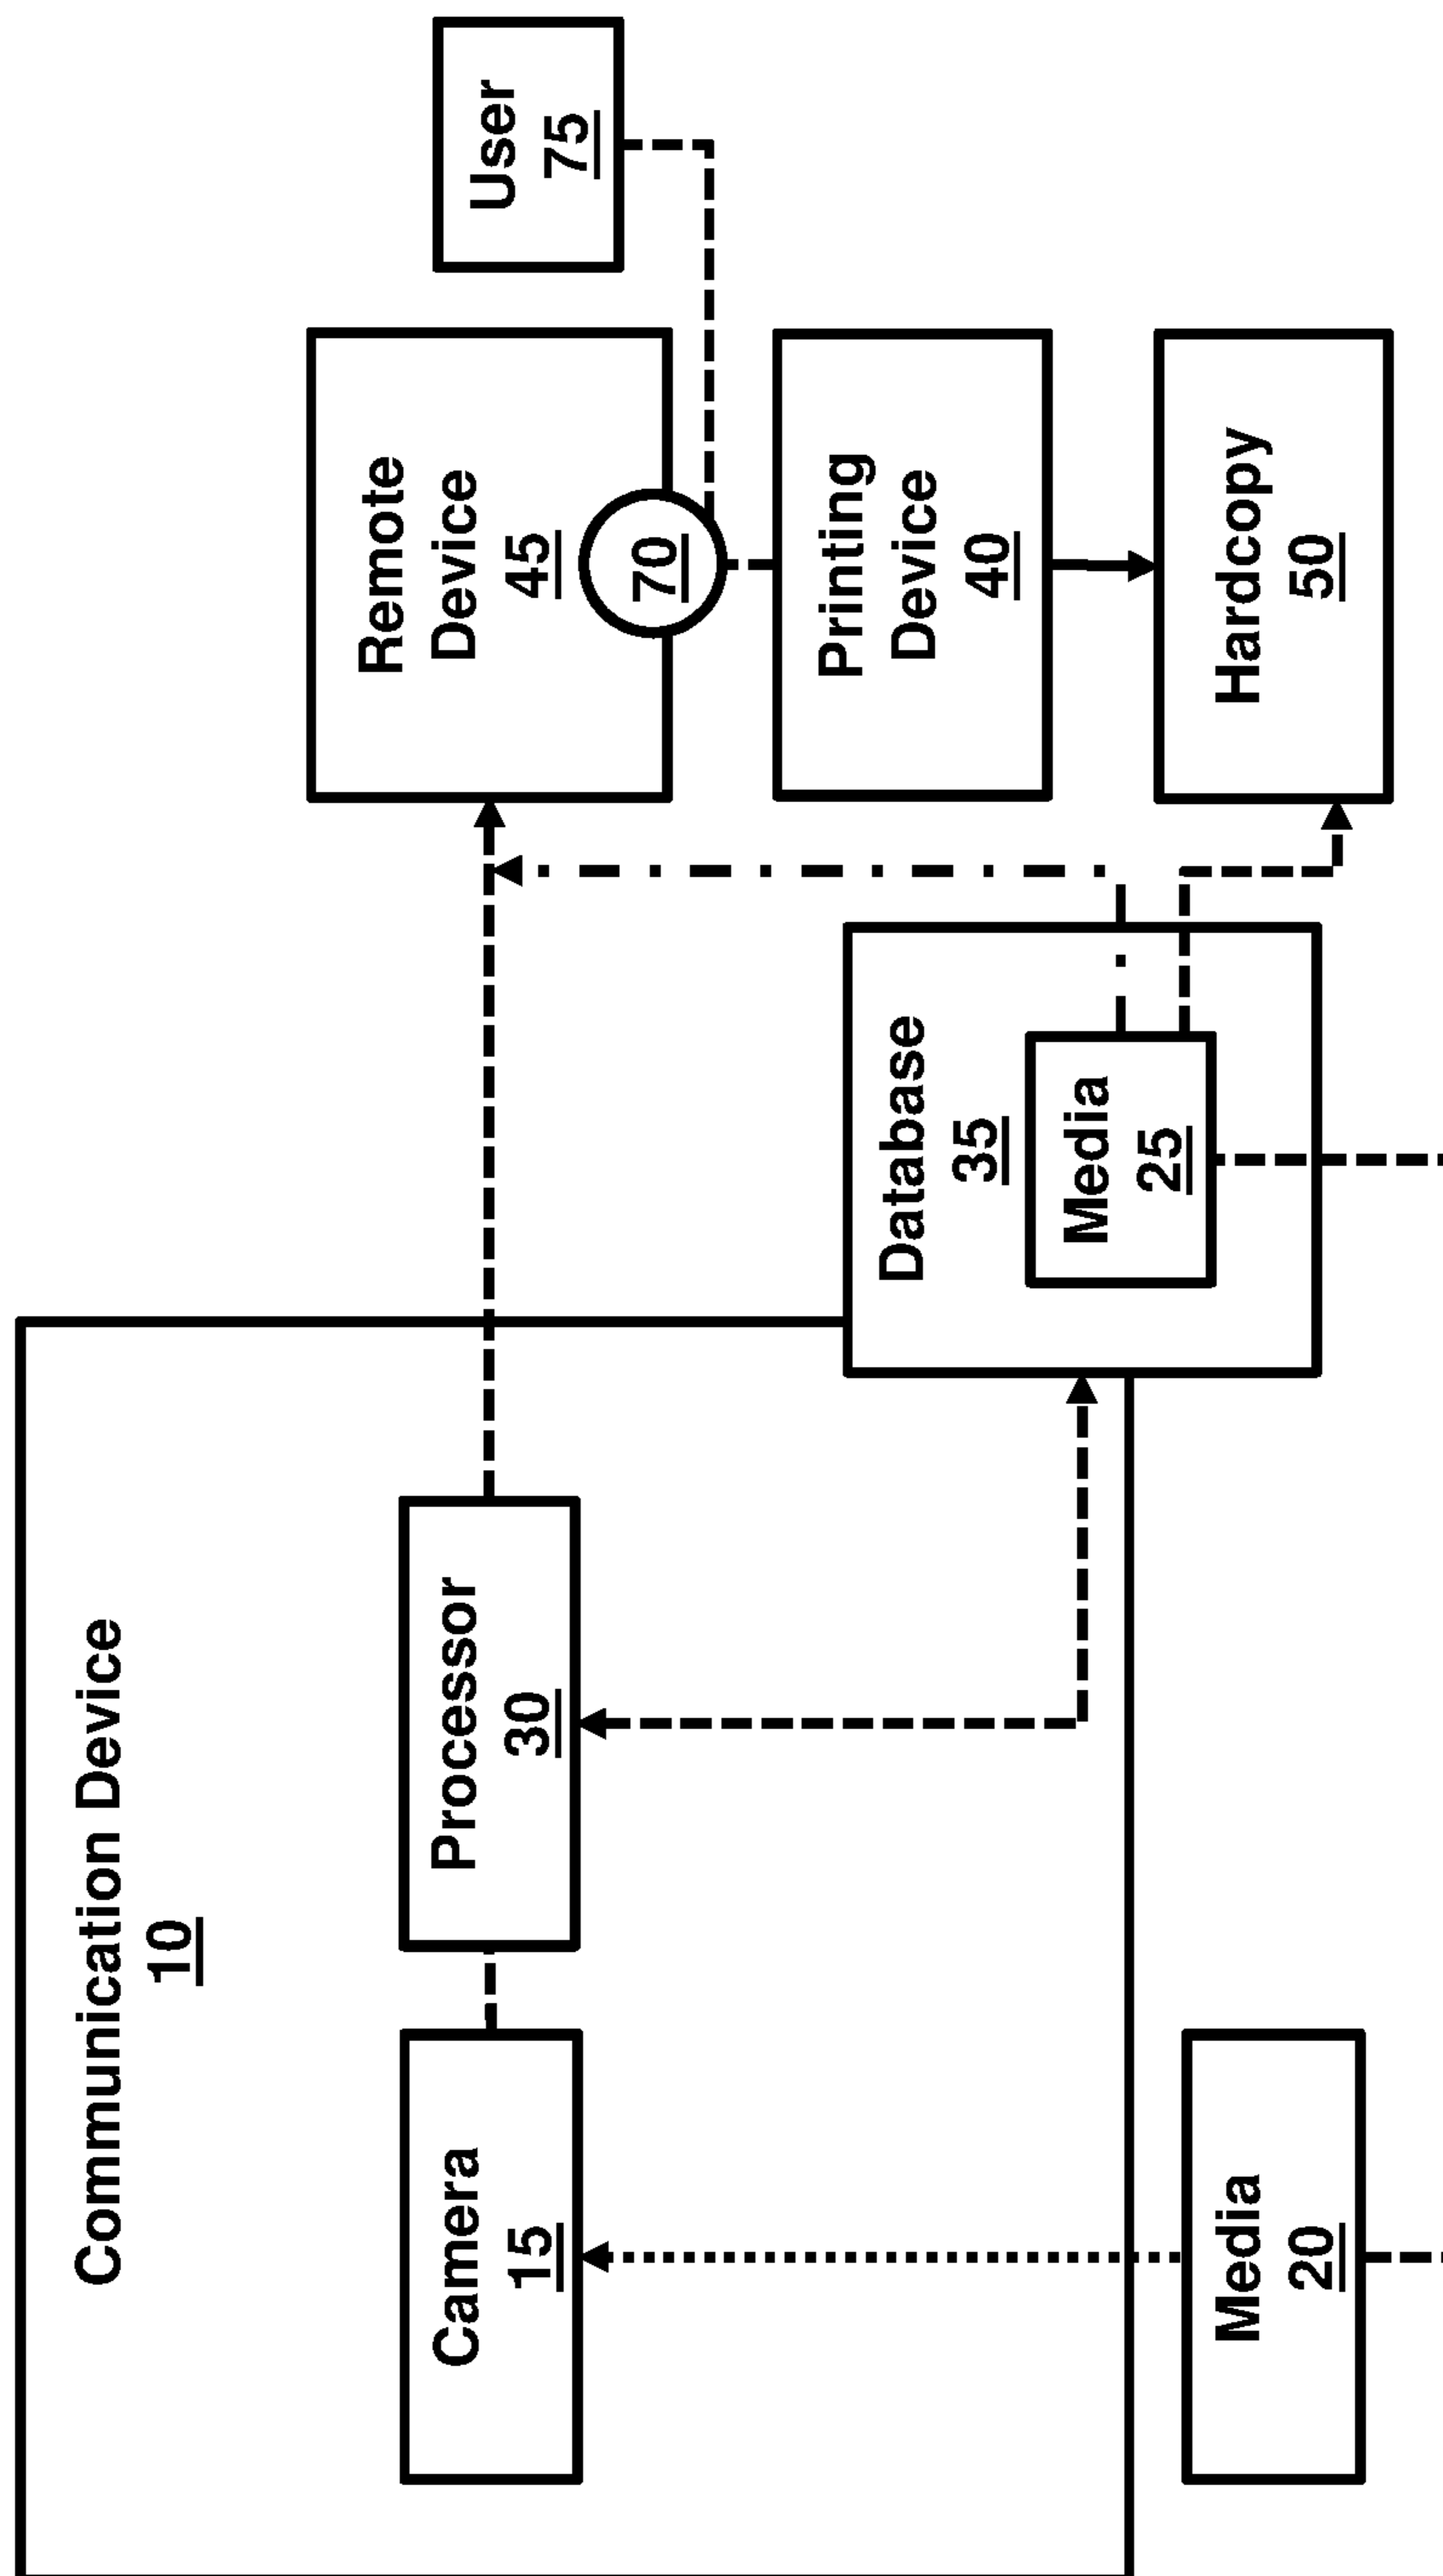 Communication Device
10
Camera
15
Processor
30
Media
20
Database
35
Media
25
Remote
Device
45
70
Printing
Device
40
Hardcopy
50
User
75